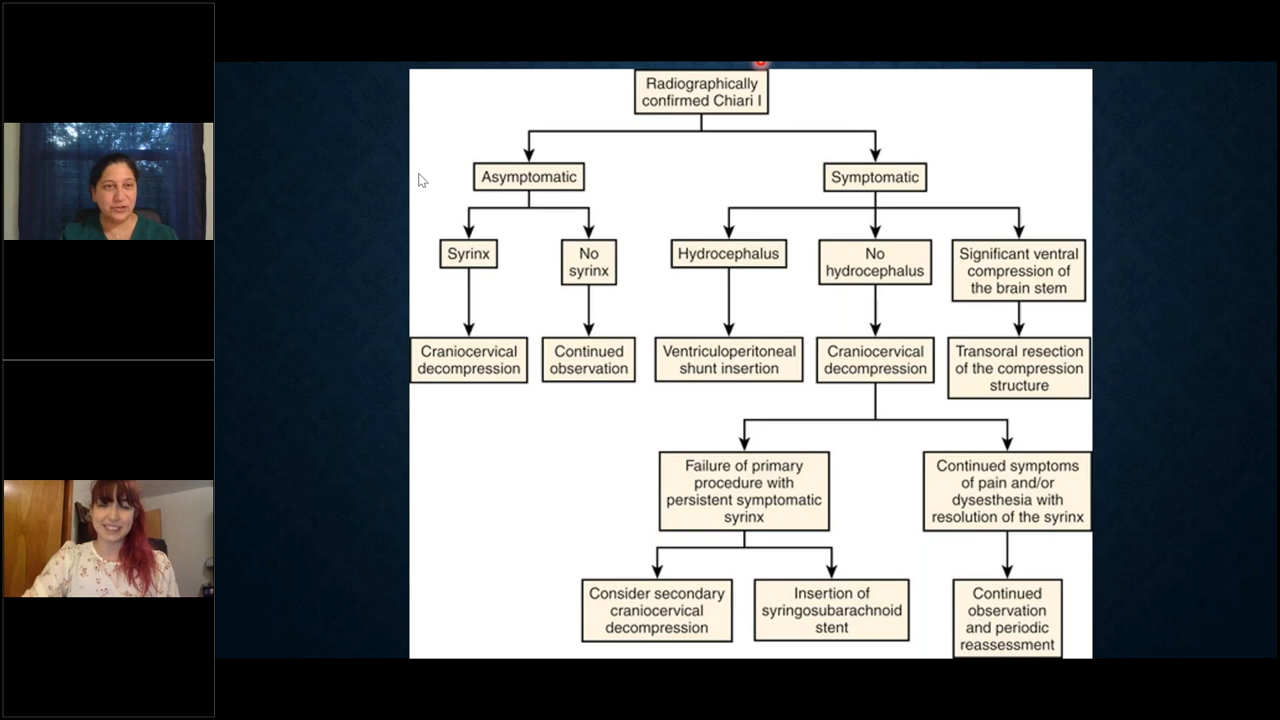 Radiographically
confirmed Chiari I
Asymptomatic
Symptomatic
Syrinx
No
syrinx
Hydrocephalus
No
hydrocephalus
Significant ventral
compression of
the brain stem
Craniocervical
decompression
Continued
observation
Ventriculoperitoneal
shunt insertion
Craniocervical
decompression
Transoral resection
of the compression
structure
Failure of primary
procedure with
persistent symptomatic
syrinx
Continued symptoms
of pain and/or
dysesthesia with
resolution of the syrinx
Consider secondary
craniocervical
decompression
Insertion of
syringosubarachnoid
stent
Continued
observation
and periodic
reassessment